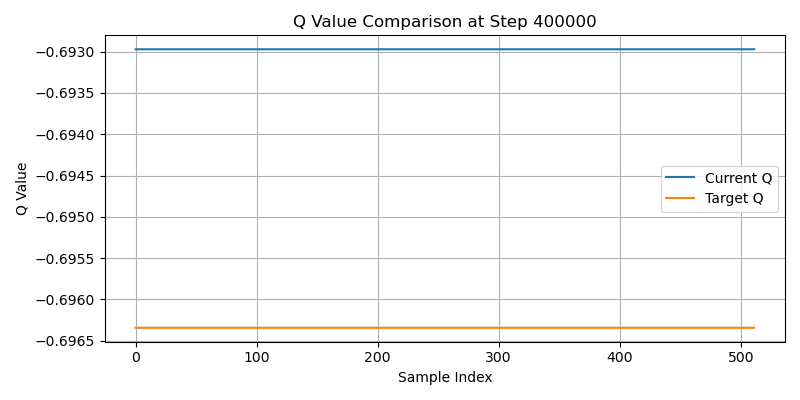 Q Value Comparison at Step 400000
Q Value
−0.6930
−0.6935
−0.6940
−0.6945
−0.6950
−0.6955
−0.6960
−0.6965
Current Q
Target Q
0 100 200 300 400 500
Sample Index